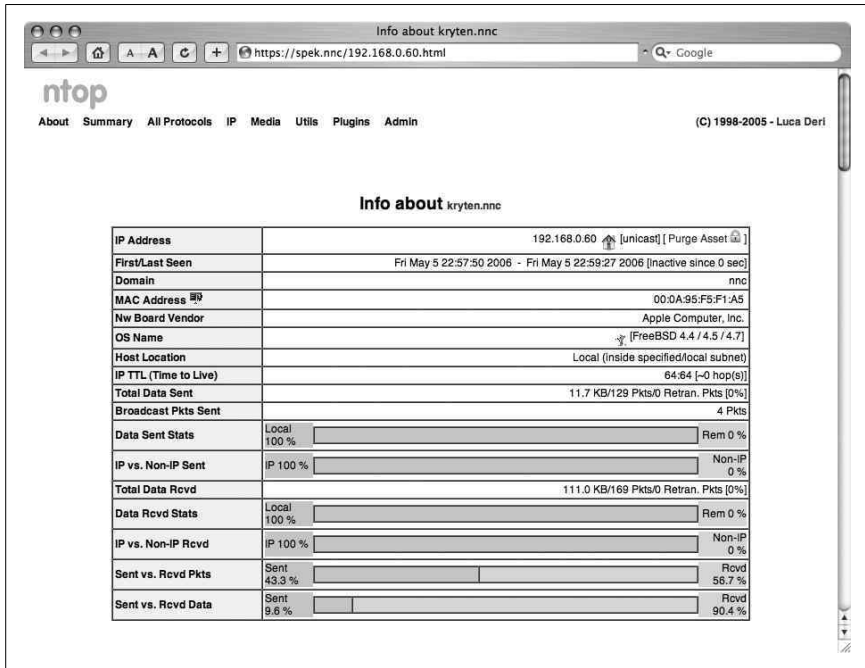 Info about kryten.nnc
A A C + https://spek.nnc/192.168.0.60.html Q Google
ntop
About Summary All Protocols IP Media Utils Plugins Admin (C) 1998-2005 - Luca Deri
Info about kryten.nnc
IP Address 192.168.0.60 [unicast] [ Purge Asset ]
First/Last Seen Fri May 5 22:57:50 2006 - Fri May 5 22:59:27 2006 [Inactive since 0 sec]
Domain nnc
MAC Address 00:0A:95:F5:F1:A5
Nw Board Vendor Apple Computer, Inc.
OS Name [FreeBSD 4.4 / 4.5 / 4.7]
Host Location Local (inside specified/local subnet)
IP TTL (Time to Live) 64:64 [~0 hop(s)]
Total Data Sent 11.7 KB/129 Pkts/0 Retran. Pkts [0%]
Broadcast Pkts Sent 4 Pkts
Data Sent Stats Local 100 % Rem 0 %
IP vs. Non-IP Sent IP 100 % Non-IP 0 %
Total Data Rcvd 111.0 KB/169 Pkts/0 Retran. Pkts [0%]
Data Rcvd Stats Local 100 % Rem 0 %
IP vs. Non-IP Rcvd IP 100 % Non-IP 0 %
Sent vs. Rcvd Pkts Sent 43.3 % Rcvd 56.7 %
Sent vs. Rcvd Data Sent 9.6 % Rcvd 90.4 %